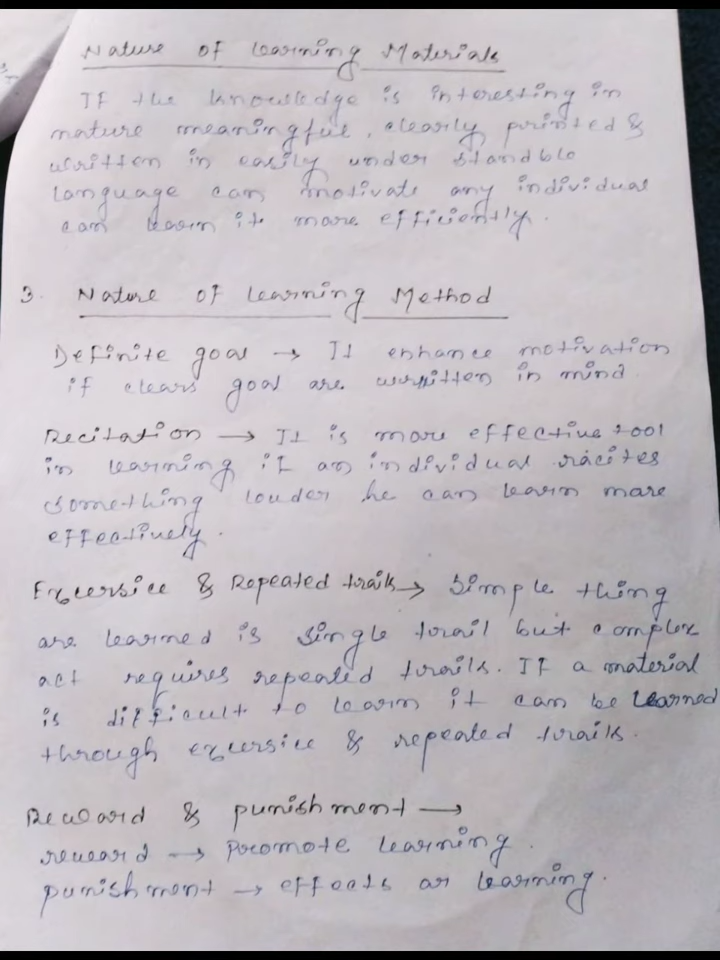 Nature of learning Materials
If the knowledge is interesting in
nature meaningful, clearly printed &
written in easily under standble
language can motivate any individual
can learn it more efficiently.
3. Nature of learning Method
Definite goal → It enhance motivation
if clears goal are written in mind.
Recitation → It is more effective tool
in learning if an individual racites
something louder he can learn more
effectively.
Excersice & Repeated trails → Simple thing
are learned is single trail but complex
act requires repeated trails. If a material
is difficult to learn it can be learned
through excersice & repeated trails.
Reward & punishment →
reward → promote learning.
punishment → effects ar learning.